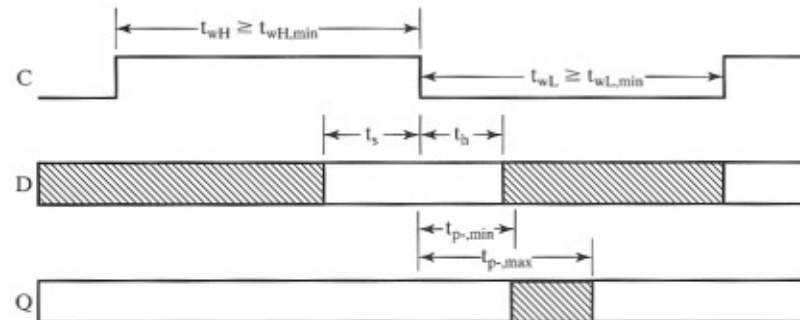 t_wH ≥ t_wH,min
C
t_wL ≥ t_wL,min
t_s
t_h
D
t_p-,min
t_p-,max
Q